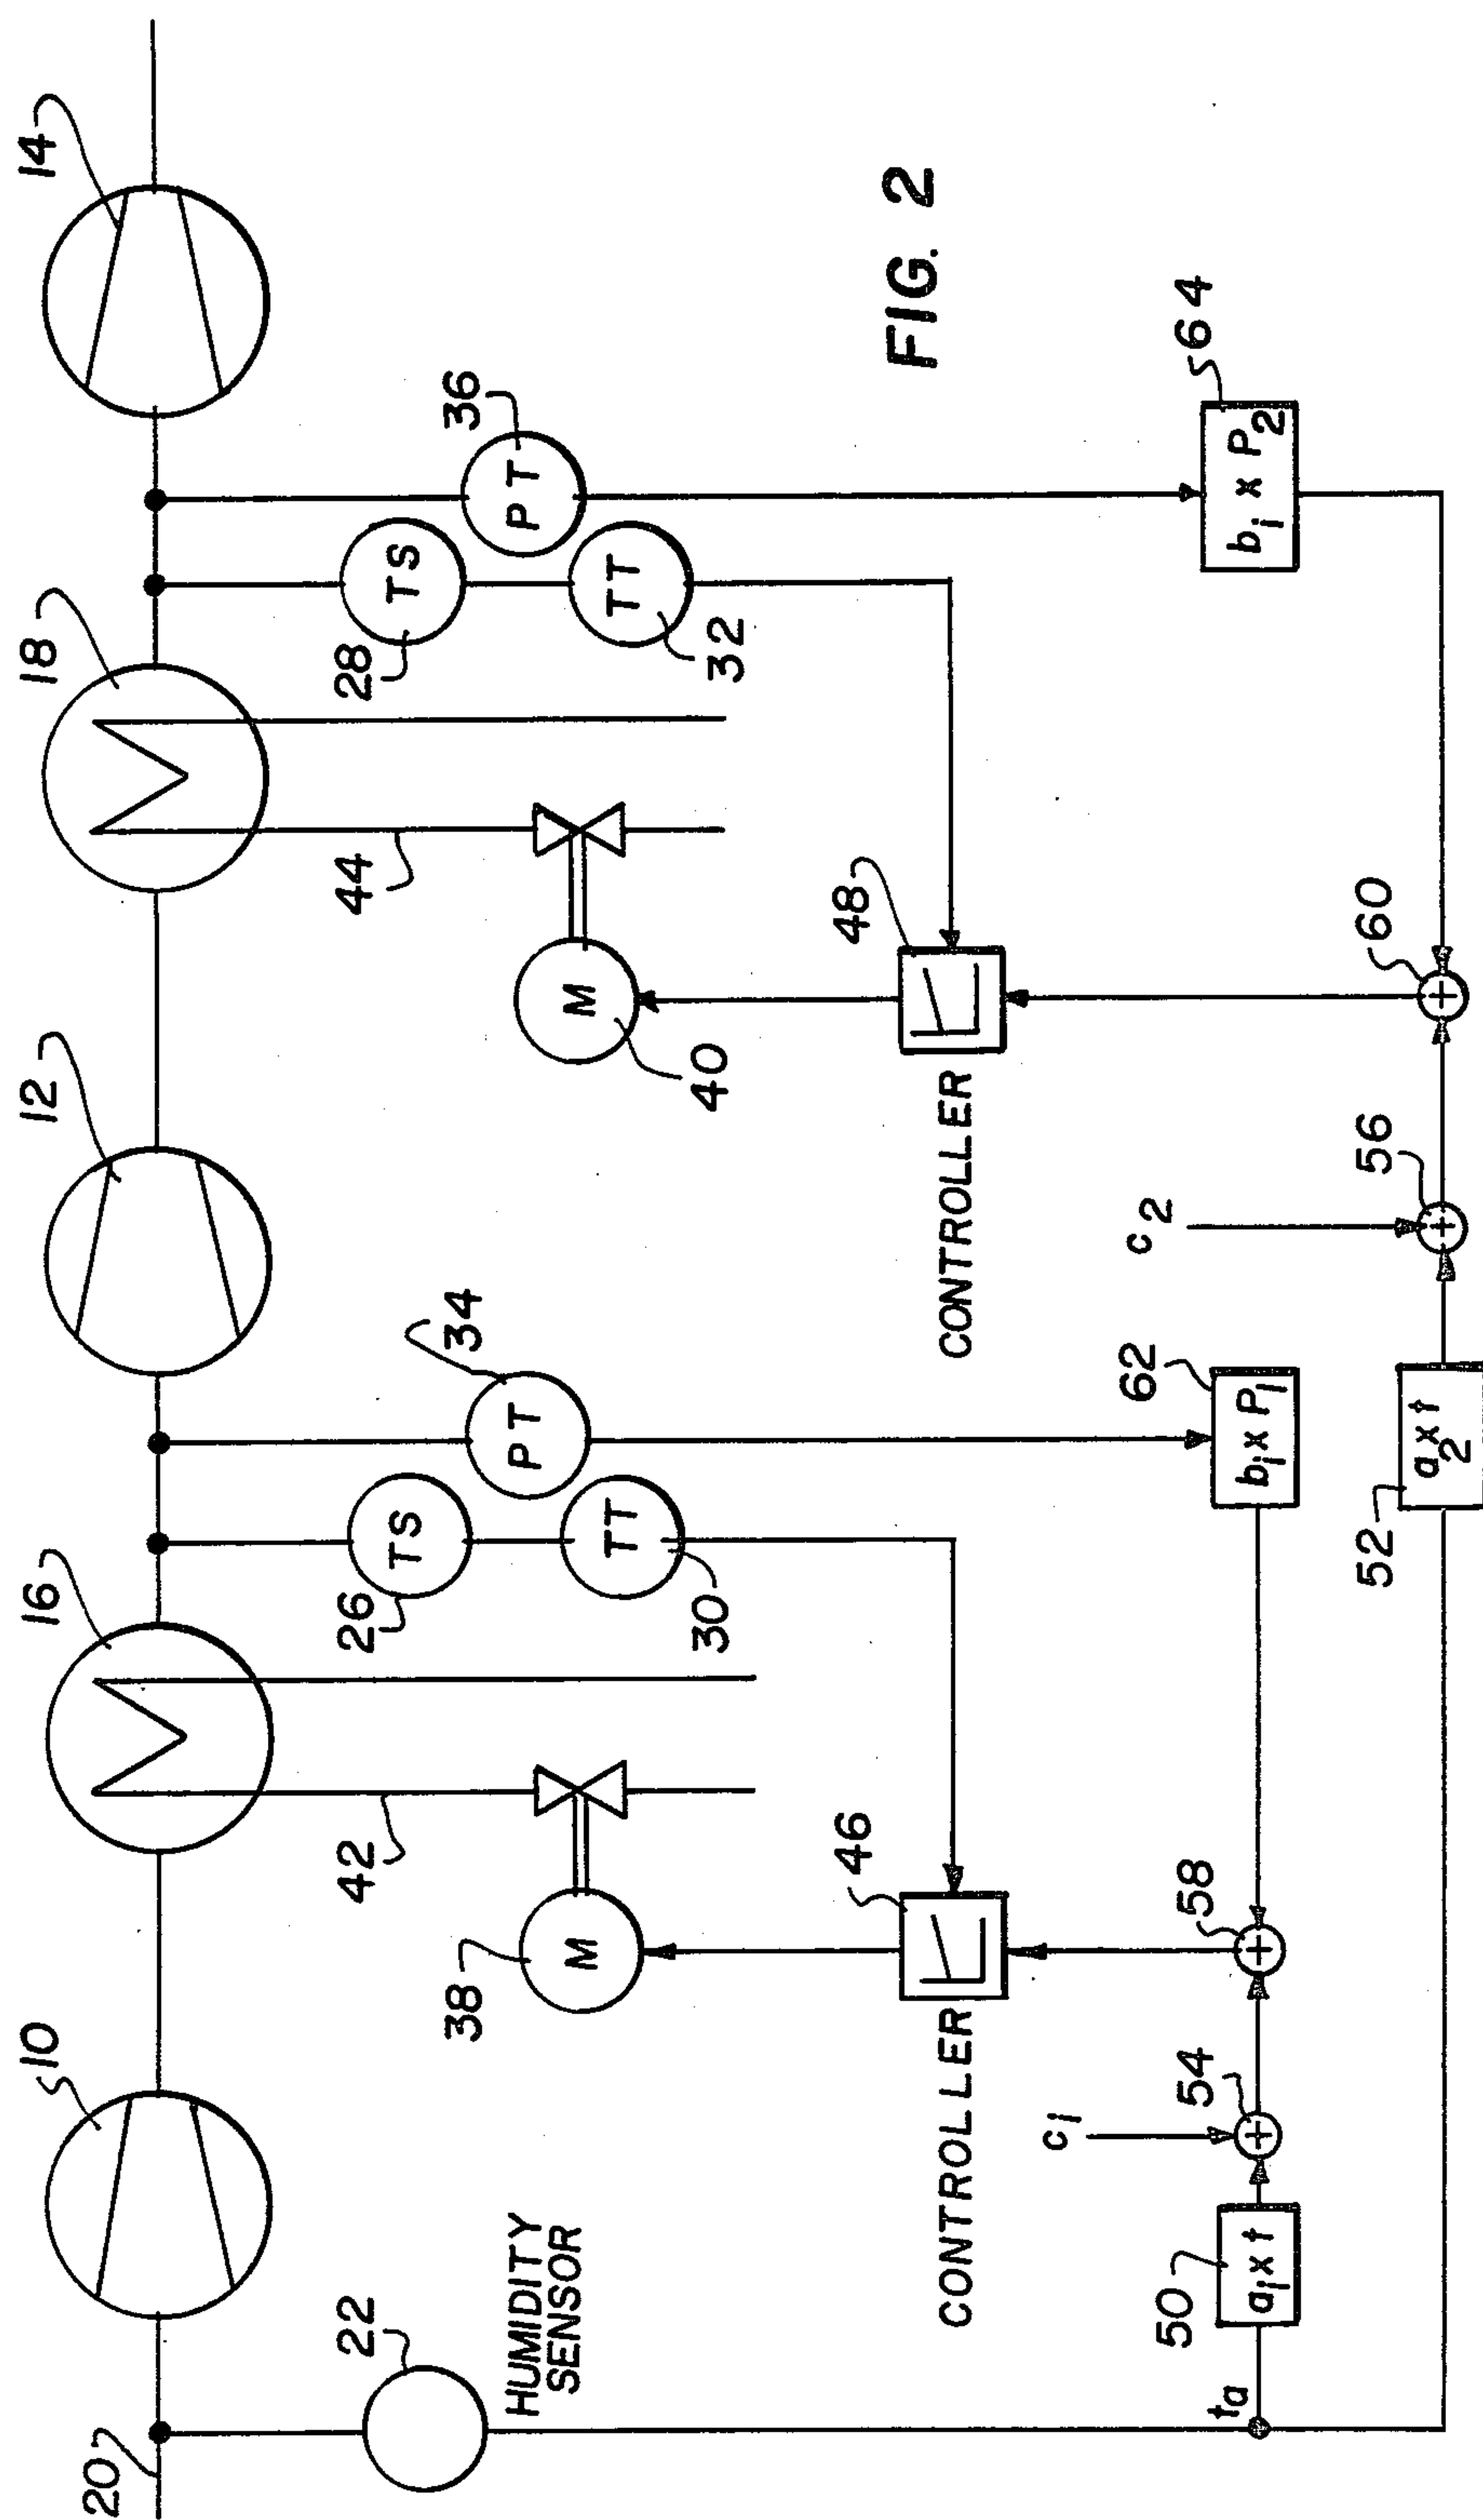 14
18
12
16
10
20
22
HUMIDITY
SENSOR
42
26
TS
TT
30
PT
34
44
28
TS
TT
32
PT
36
M
38
M
40
FIG. 2
46
CONTROLLER
48
CONTROLLER
ta
50
a1 x t
c1
54
58
62
b1 x P1
52
a2 x t
c2
56
60
64
bi x P2